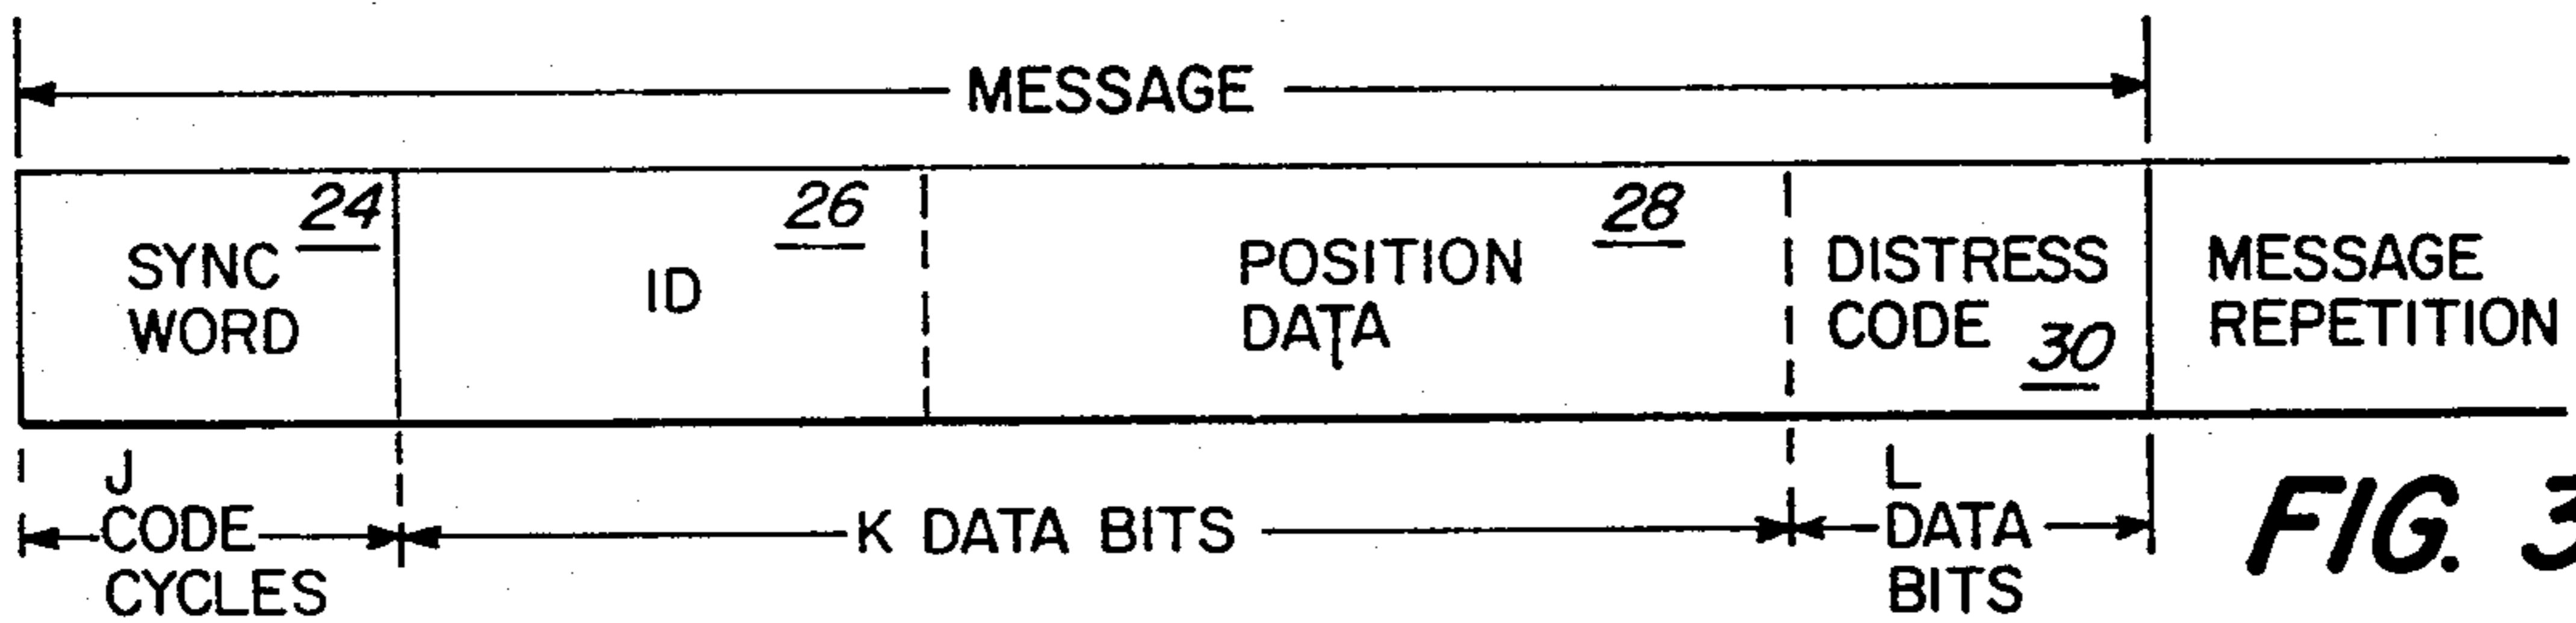 MESSAGE
24
SYNC
WORD
26
ID
28
POSITION
DATA
DISTRESS
CODE
30
MESSAGE
REPETITION
J
CODE
CYCLES
K DATA BITS
L
DATA
BITS
FIG. 3